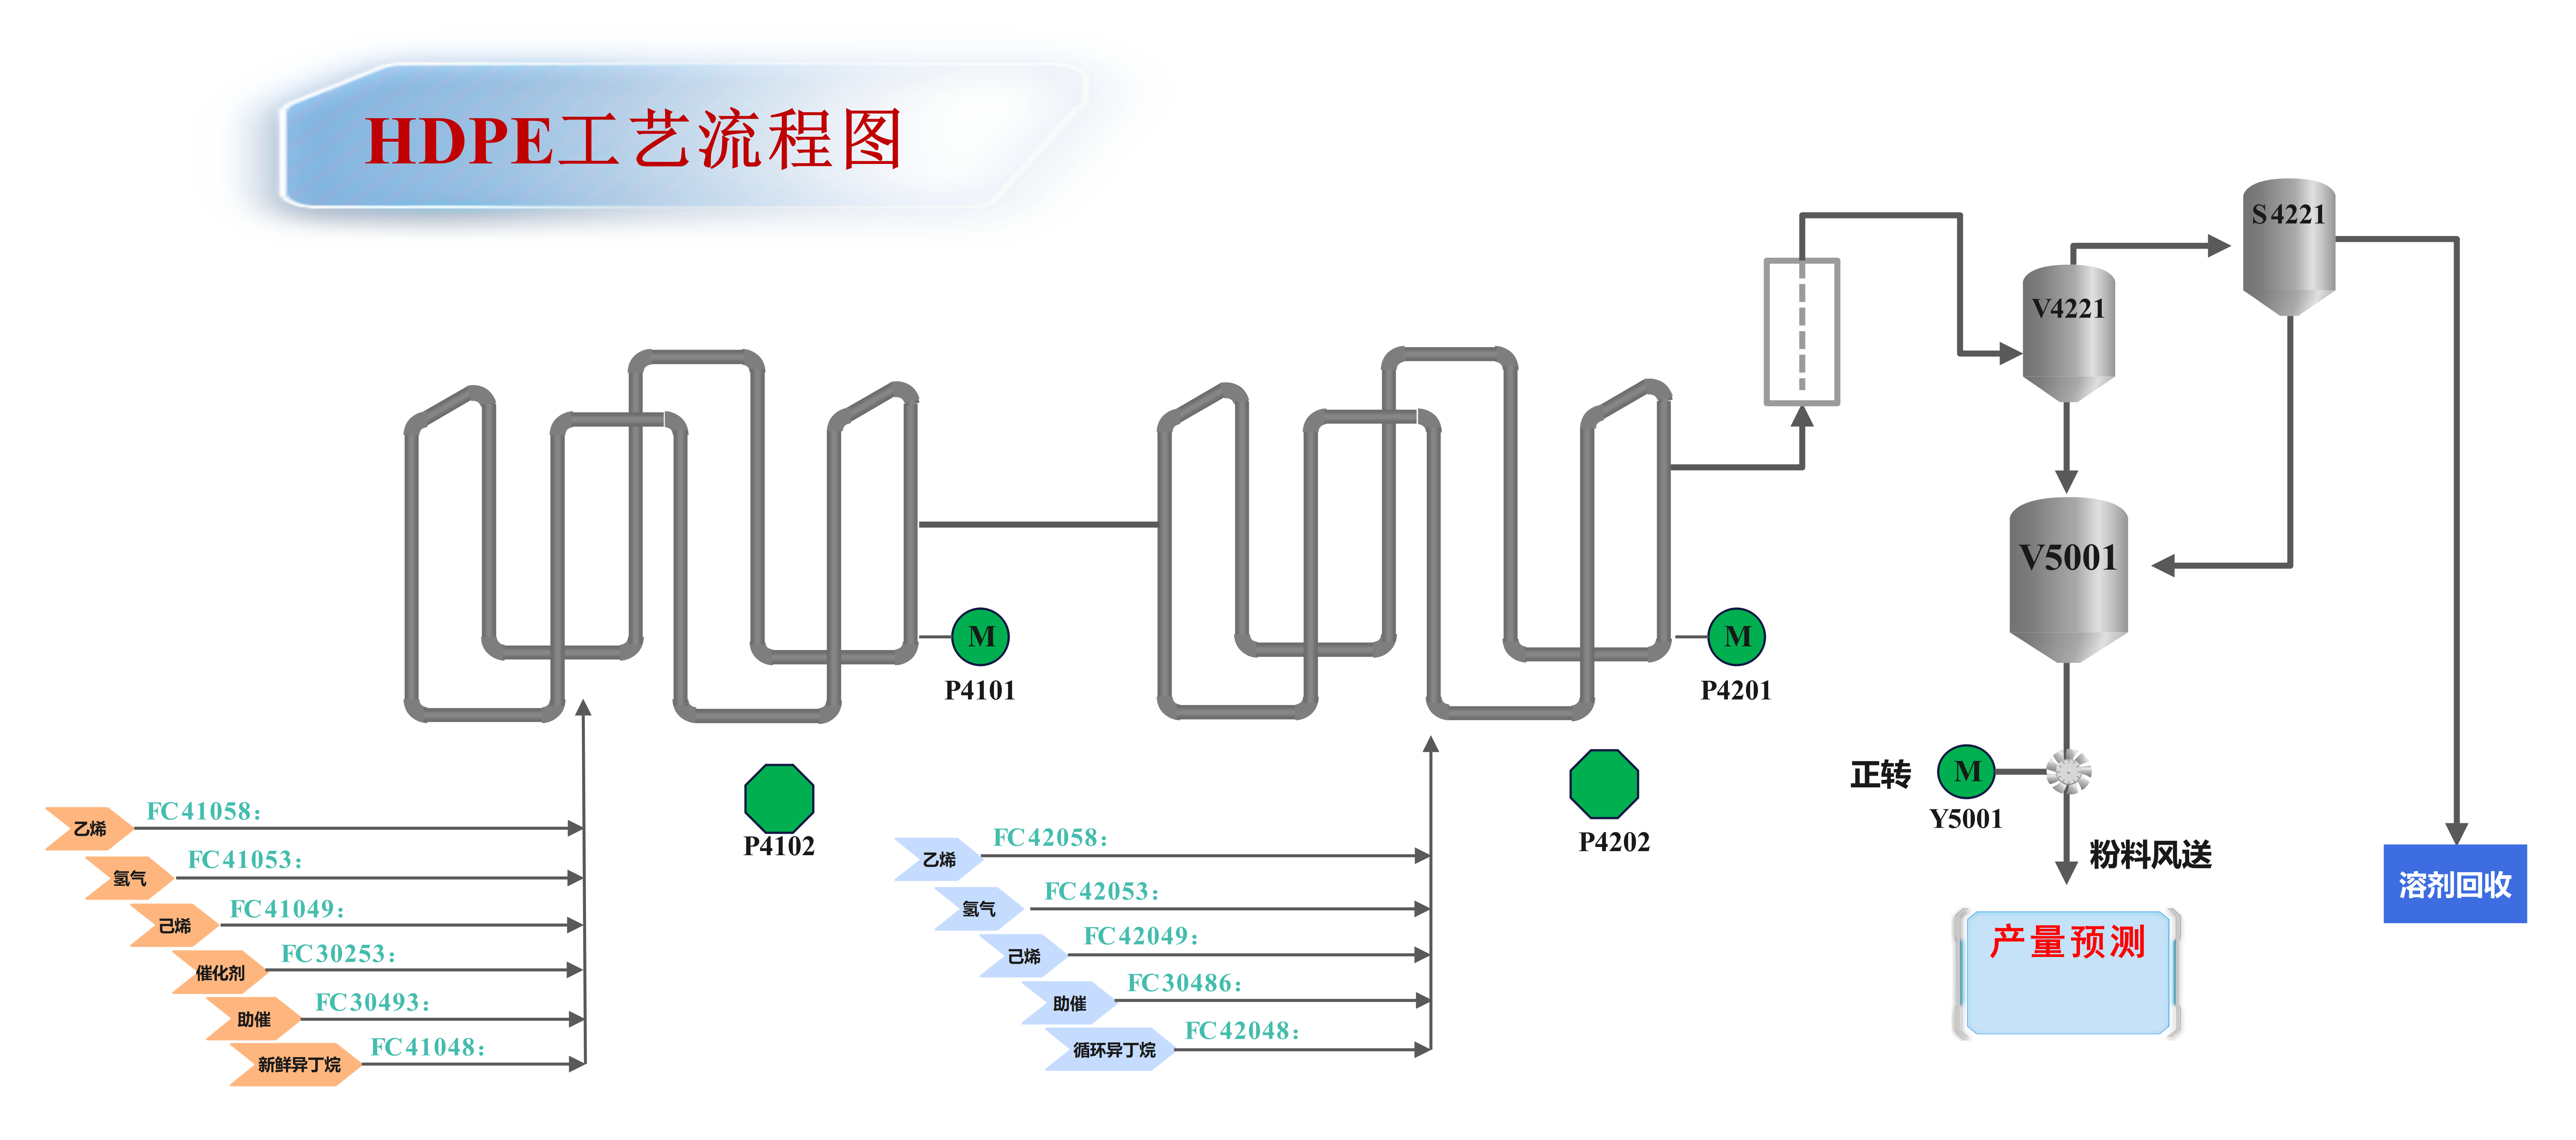 HDPE工艺流程图
S4221
V4221
V5001
M
P4101
M
P4201
正转
M
Y5001
粉料风送
产量预测
溶剂回收
P4102
P4202
乙烯
FC41058：
氢气
FC41053：
己烯
FC41049：
催化剂
FC30253：
助催
FC30493：
新鲜异丁烷
FC41048：
乙烯
FC42058：
氢气
FC42053：
己烯
FC42049：
助催
FC30486：
循环异丁烷
FC42048：